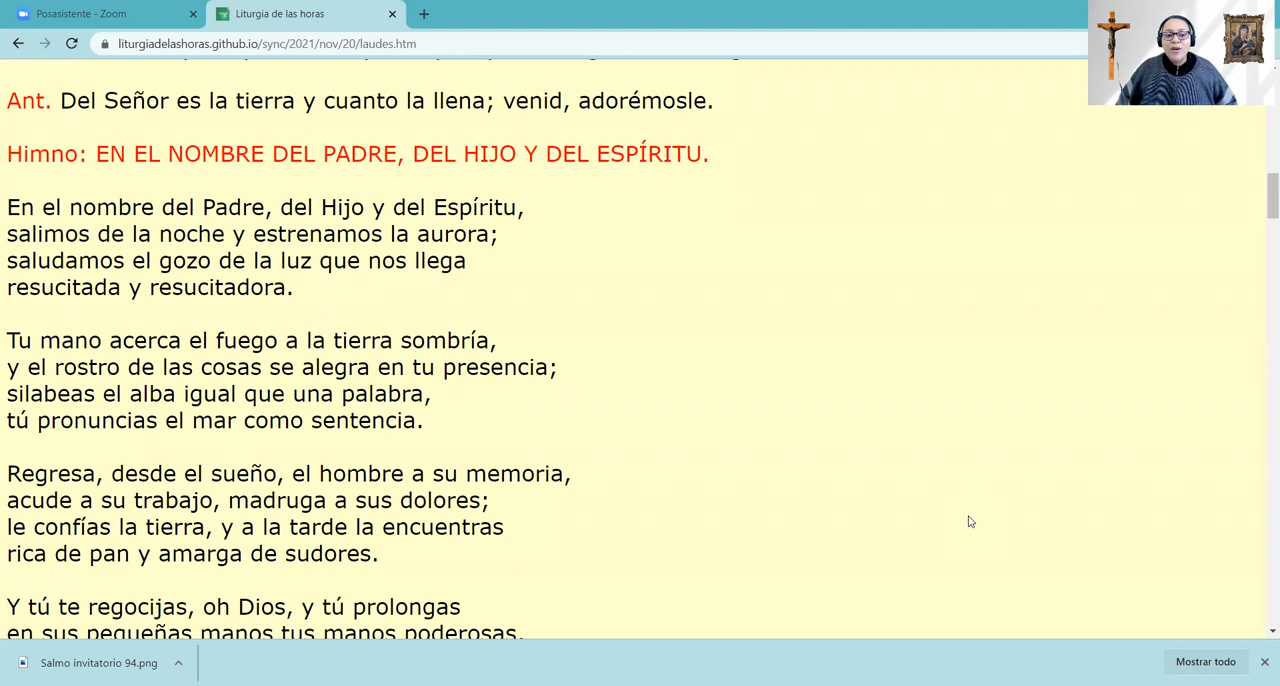 Posasistente - Zoom
Liturgia de las horas
liturgiadelashoras.github.io/sync/2021/nov/20/laudes.htm
Ant. Del Señor es la tierra y cuanto la llena; venid, adorémosle.
Himno: EN EL NOMBRE DEL PADRE, DEL HIJO Y DEL ESPÍRITU.
En el nombre del Padre, del Hijo y del Espíritu,
salimos de la noche y estrenamos la aurora;
saludamos el gozo de la luz que nos llega
resucitada y resucitadora.
Tu mano acerca el fuego a la tierra sombría,
y el rostro de las cosas se alegra en tu presencia;
silabeas el alba igual que una palabra,
tú pronuncias el mar como sentencia.
Regresa, desde el sueño, el hombre a su memoria,
acude a su trabajo, madruga a sus dolores;
le confías la tierra, y a la tarde la encuentras
rica de pan y amarga de sudores.
Y tú te regocijas, oh Dios, y tú prolongas
en sus pequeñas manos tus manos poderosas,
Salmo invitatorio 94.png
Mostrar todo